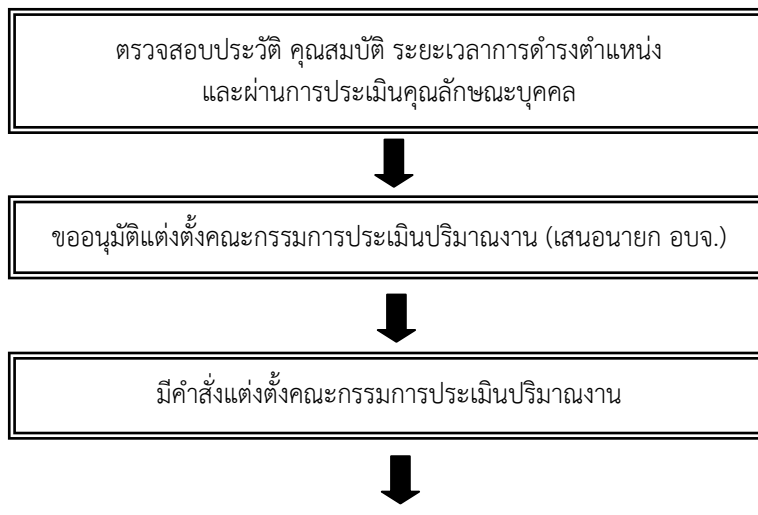 ตรวจสอบประวัติ คุณสมบัติ ระยะเวลาการดำรงตำแหน่ง
และผ่านการประเมินคุณลักษณะบุคคล
ขออนุมัติแต่งตั้งคณะกรรมการประเมินปริมาณงาน (เสนอนายก อบจ.)
มีคำสั่งแต่งตั้งคณะกรรมการประเมินปริมาณงาน